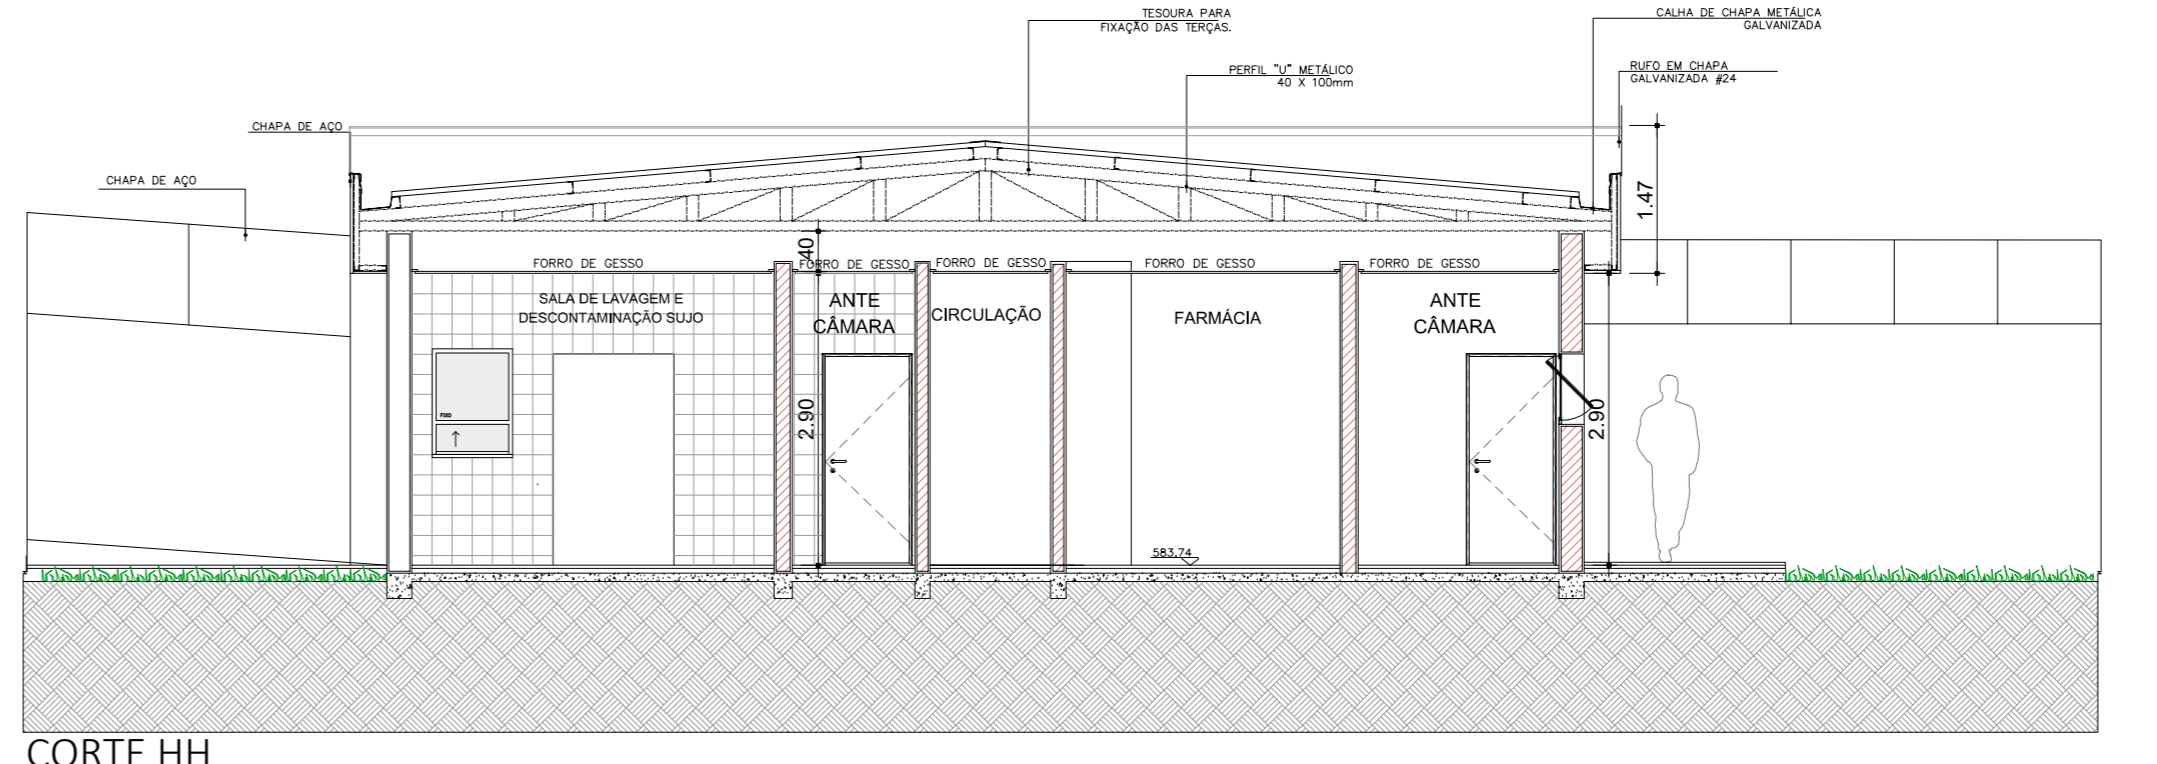 TESOURA PARA
FIXAÇÃO DAS TERÇAS.
CALHA DE CHAPA METÁLICA
GALVANIZADA
PERFIL "U" METÁLICO
40 X 100mm
RUFO EM CHAPA
GALVANIZADA #24
CHAPA DE AÇO
CHAPA DE AÇO
1.47
.40
FORRO DE GESSO
FORRO DE GESSO
FORRO DE GESSO
FORRO DE GESSO
FORRO DE GESSO
SALA DE LAVAGEM E
DESCONTAMINAÇÃO SUJO
ANTE
CÂMARA
CIRCULAÇÃO
FARMÁCIA
ANTE
CÂMARA
FIXO
2.90
2.90
583.74
CORTE HH